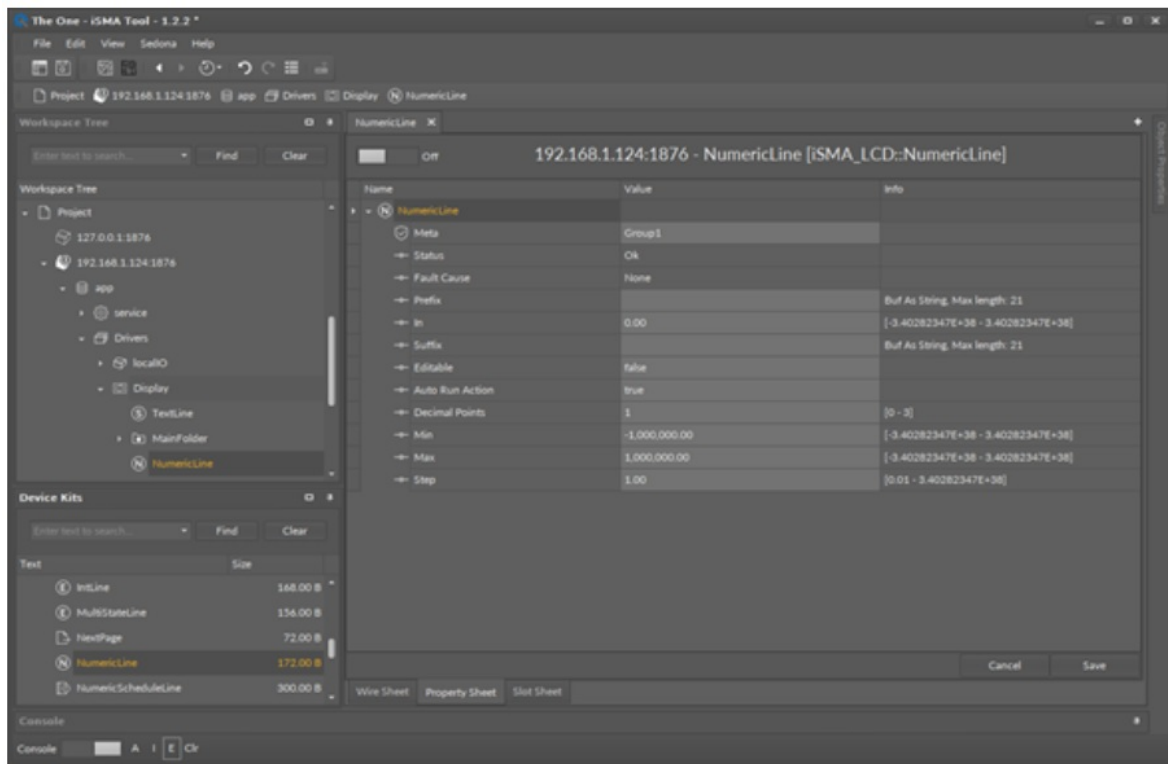 The One - iSMA Tool - 1.2.2 *
File Edit View Sedona Help
Project 192.168.1.124:1876 app Drivers Display NumericLine
Workspace Tree
Enter text to search... Find Clear
Workspace Tree
Project
127.0.0.1:1876
192.168.1.124:1876
app
service
Drivers
localIO
Display
TextLine
MainFolder
NumericLine
Device Kits
Enter text to search... Find Clear
Text Size
IntLine 168.00 B
MultiStateLine 156.00 B
NextPage 72.00 B
NumericLine 172.00 B
NumericScheduleLine 300.00 B
NumericLine
Off 192.168.1.124:1876 - NumericLine [iSMA_LCD::NumericLine]
Name Value Info
NumericLine
Meta Group1
Status Ok
Fault Cause None
Prefix Buf As String, Max length: 21
In 0.00 [-3.40282347E+38 - 3.40282347E+38]
Suffix Buf As String, Max length: 21
Editable false
Auto Run Action true
Decimal Points 1 [0 - 3]
Min -1,000,000.00 [-3.40282347E+38 - 3.40282347E+38]
Max 1,000,000.00 [-3.40282347E+38 - 3.40282347E+38]
Step 1.00 [0.01 - 3.40282347E+38]
Cancel Save
Wire Sheet Property Sheet Slot Sheet
Object Properties
Console
Console A I E Clr